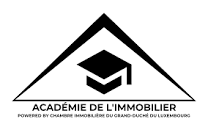 ACADÉMIE DE L'IMMOBILIER
POWERED BY CHAMBRE IMMOBILIÈRE DU GRAND-DUCHÉ DU LUXEMBOURG